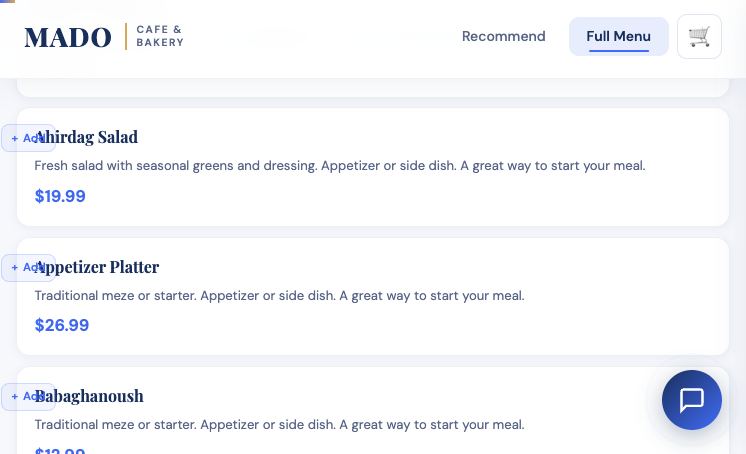 MADO
CAFE &
BAKERY
Recommend
Full Menu
+ Add
Ahirdag Salad
Fresh salad with seasonal greens and dressing. Appetizer or side dish. A great way to start your meal.
$19.99
+ Add
Appetizer Platter
Traditional meze or starter. Appetizer or side dish. A great way to start your meal.
$26.99
+ Add
Babaghanoush
Traditional meze or starter. Appetizer or side dish. A great way to start your meal.
$12.99